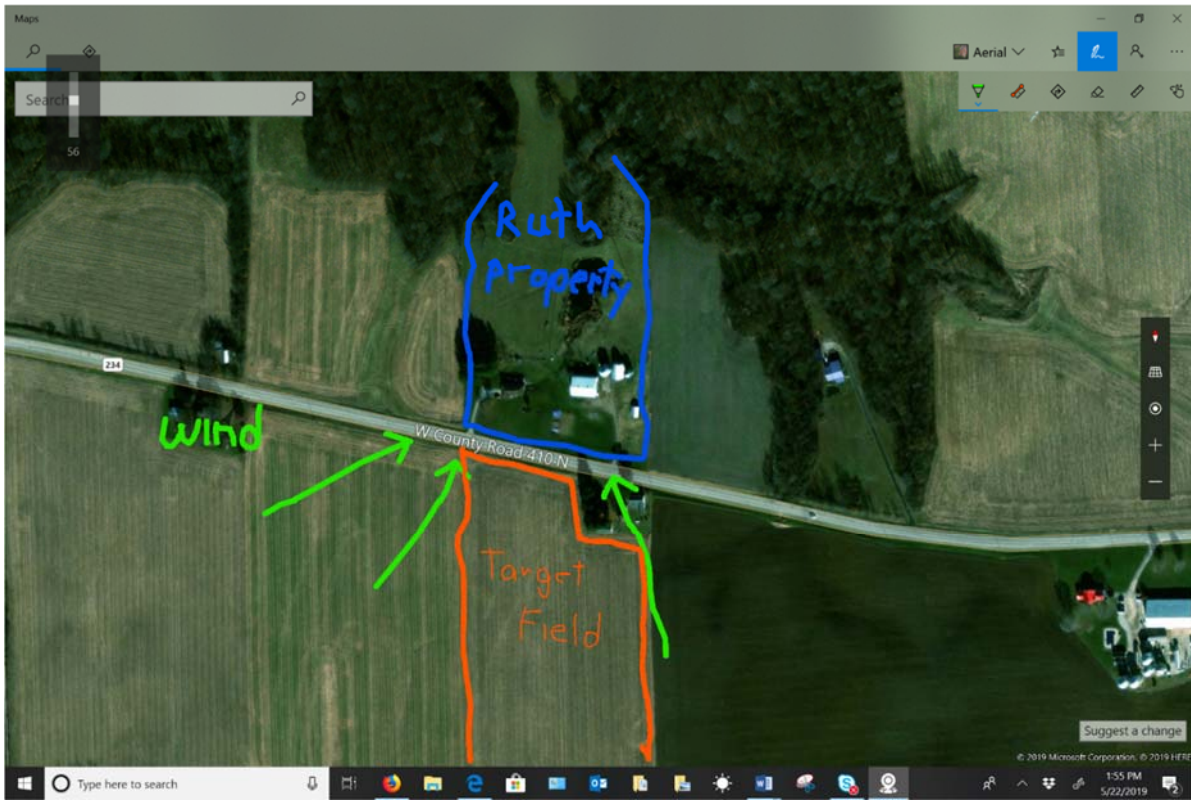 Maps
Aerial
Search
56
Ruth
property
234
wind
W County Road 410 N
Target
Field
Suggest a change
© 2019 Microsoft Corporation, © 2019 HERE
Type here to search
1:55 PM
5/22/2019
2